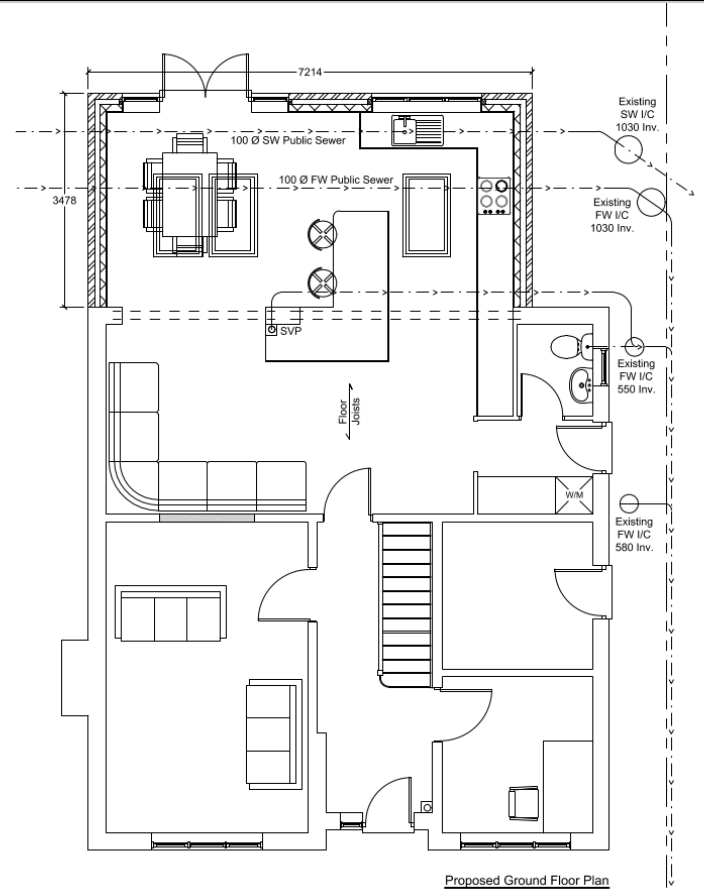 7214
Existing
SW I/C
1030 Inv.
100 Ø SW Public Sewer
100 Ø FW Public Sewer
3478
Existing
FW I/C
1030 Inv.
SVP
Existing
FW I/C
550 Inv.
Floor
Joists
W/M
Existing
FW I/C
580 Inv.
Proposed Ground Floor Plan